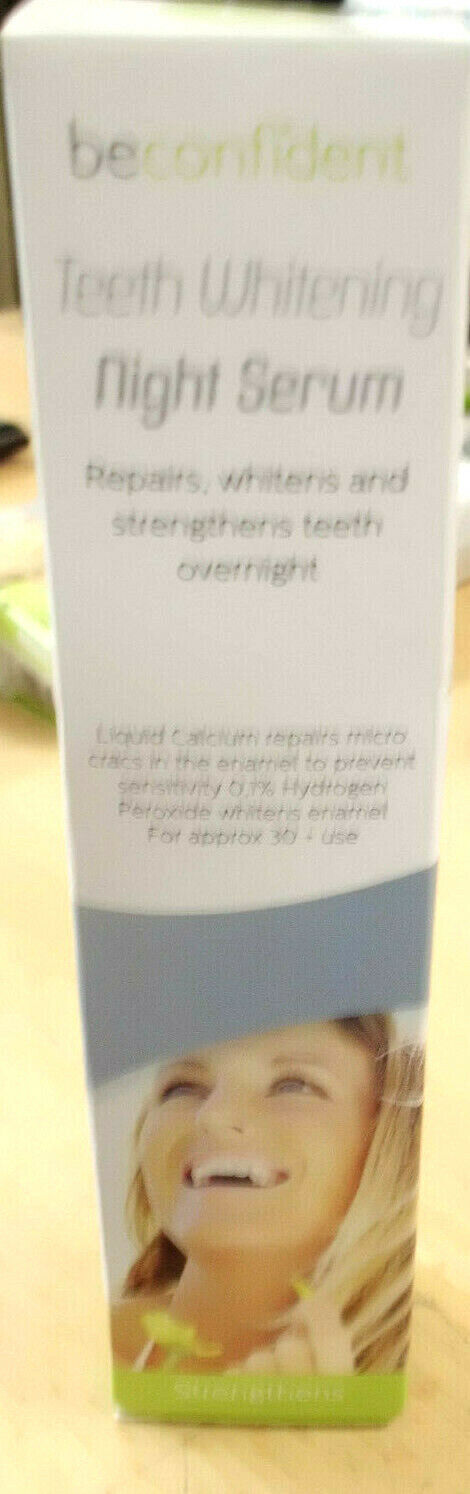 beconfident
Teeth Whitening
Night Serum
Repairs, whitens and
strengthens teeth
overnight
Liquid Calcium repairs micro
cracs in the enamel to prevent
sensitivity 0,1% Hydrogen
Peroxide whitens enamel
For approx 30 + use
Strengthens